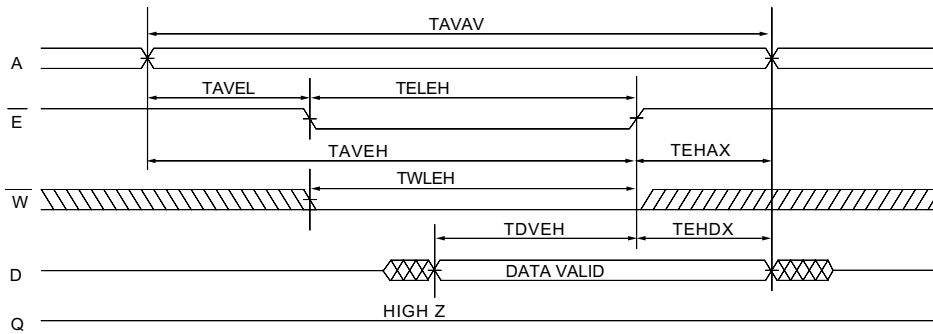 TAVAV
A
TAVEL TELEH
E
TAVEH TEHAX
TWLEH
W
TDVEH TEHDX
D DATA VALID
HIGH Z
Q